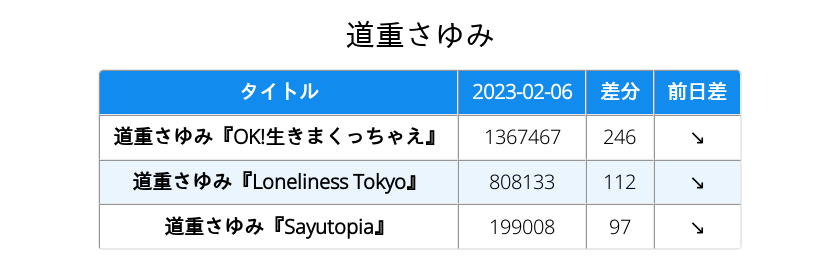 道重さゆみ
タイトル 2023-02-06 差分 前日差
道重さゆみ『OK!生きまくっちゃえ』 1367467 246 ↘
道重さゆみ『Loneliness Tokyo』 808133 112 ↘
道重さゆみ『Sayutopia』 199008 97 ↘